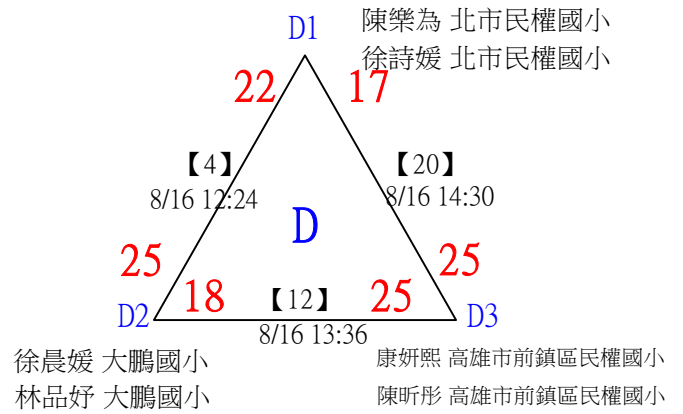 D1
陳樂為 北市民權國小
徐詩媛 北市民權國小
22
17
【4】
8/16 12:24
【20】
8/16 14:30
D
25
25
18
【12】
25
D2
8/16 13:36
D3
徐晨媛 大鵬國小
林品妤 大鵬國小
康妍熙 高雄市前鎮區民權國小
陳昕彤 高雄市前鎮區民權國小